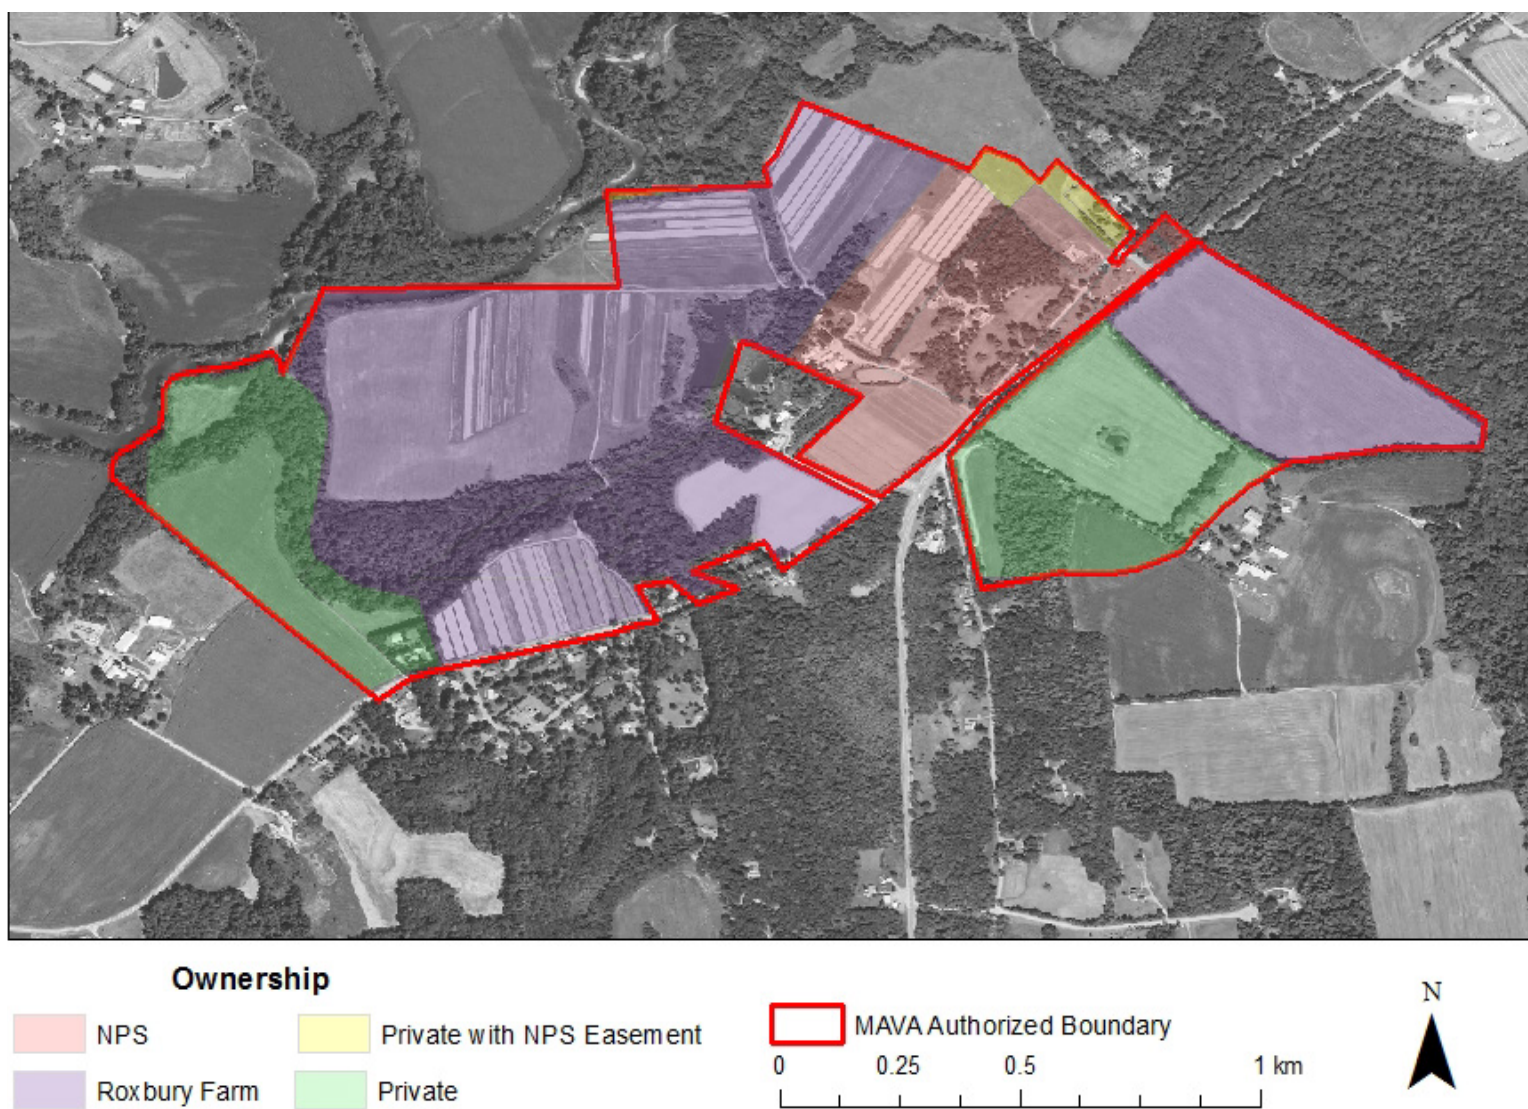 Ownership
NPS
Private with NPS Easement
MAVA Authorized Boundary
Roxbury Farm
Private
0 0.25 0.5 1 km
N